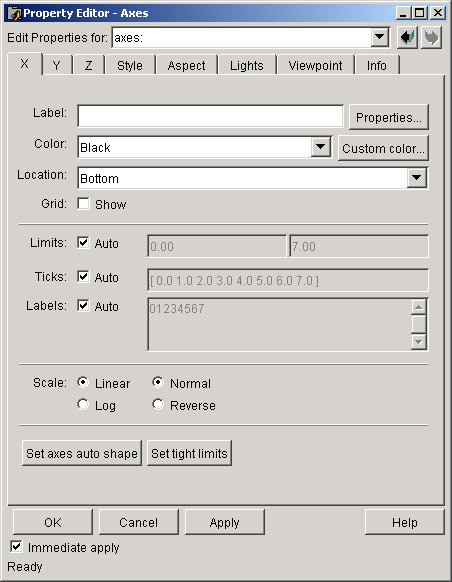 Property Editor - Axes
Edit Properties for: axes:
X Y Z Style Aspect Lights Viewpoint Info
Label: Properties...
Color: Black Custom color...
Location: Bottom
Grid: Show
Limits: Auto 0.00 7.00
Ticks: Auto [ 0.0 1.0 2.0 3.0 4.0 5.0 6.0 7.0 ]
Labels: Auto 01234567
Scale: Linear Normal
Log Reverse
Set axes auto shape Set tight limits
OK Cancel Apply Help
Immediate apply
Ready